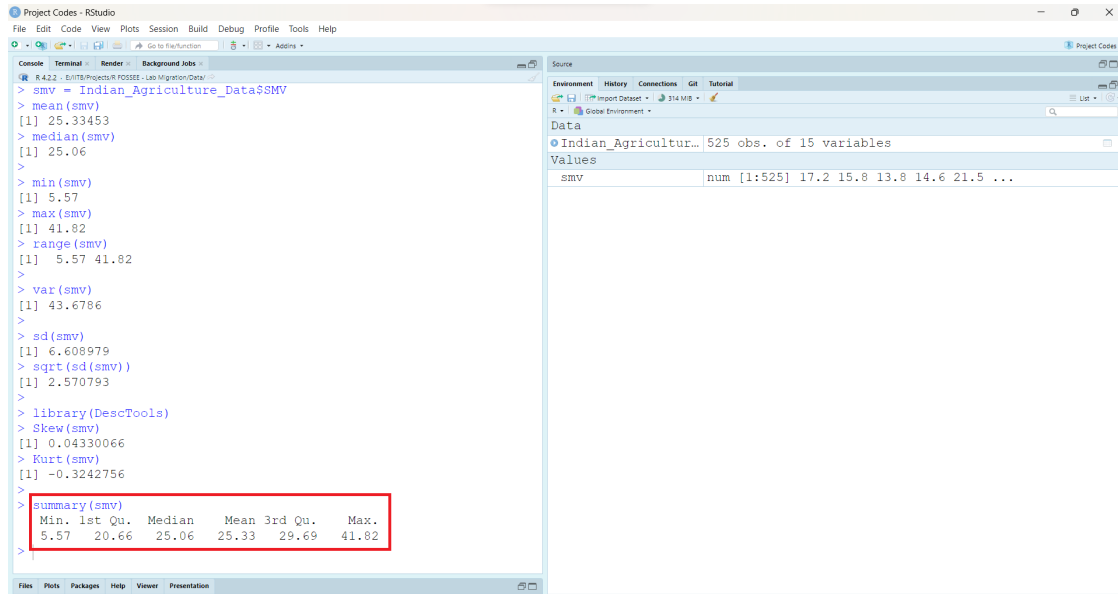 Project Codes - RStudio
File Edit Code View Plots Session Build Debug Profile Tools Help
Go to file/function Addins Project Codes
Console Terminal Render Background Jobs
R 4.2.2 · E:/IITB/Projects/R FOSSEE - Lab Migration/Data/
> smv = Indian_Agriculture_Data$SMV
> mean(smv)
[1] 25.33453
> median(smv)
[1] 25.06
>
> min(smv)
[1] 5.57
> max(smv)
[1] 41.82
> range(smv)
[1] 5.57 41.82
>
> var(smv)
[1] 43.6786
>
> sd(smv)
[1] 6.608979
> sqrt(sd(smv))
[1] 2.570793
>
> library(DescTools)
> Skew(smv)
[1] 0.04330066
> Kurt(smv)
[1] -0.3242756
>
> summary(smv)
Min. 1st Qu. Median Mean 3rd Qu. Max.
5.57 20.66 25.06 25.33 29.69 41.82
>
Files Plots Packages Help Viewer Presentation
Source
Environment History Connections Git Tutorial
Import Dataset 314 MiB List
R Global Environment
Data
Indian_Agricultur… 525 obs. of 15 variables
Values
smv num [1:525] 17.2 15.8 13.8 14.6 21.5 ...